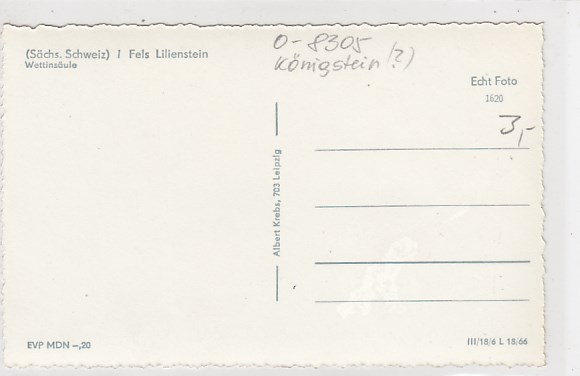 (Sächs. Schweiz) / Fels Lilienstein
Wettinsäule
O-8305
Königstein (?)
Echt Foto
1620
3,-
Albert Krebs, 703 Leipzig
EVP MDN -,20
III/18/6 L 18/66